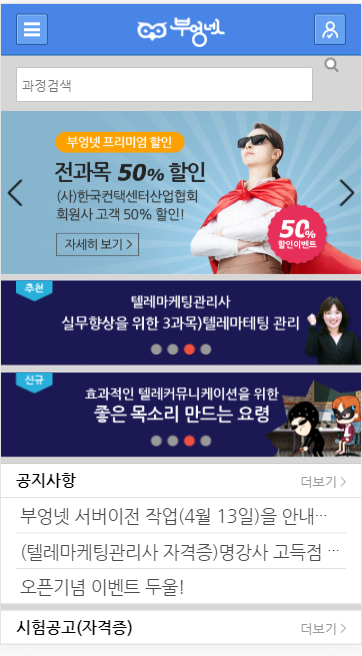 부엉넷
과정검색
부엉넷 프리미엄 할인
전과목 50% 할인
(사)한국컨택센터산업협회
회원사 고객 50% 할인!
자세히 보기 >
50%
할인이벤트
추천
텔레마케팅관리사
실무향상을 위한 3과목)텔레마테팅 관리
신규
효과적인 텔레커뮤니케이션을 위한
좋은 목소리 만드는 요령
공지사항
더보기 >
부엉넷 서버이전 작업(4월 13일)을 안내…
(텔레마케팅관리사 자격증)명강사 고득점 …
오픈기념 이벤트 두울!
시험공고(자격증)
더보기 >